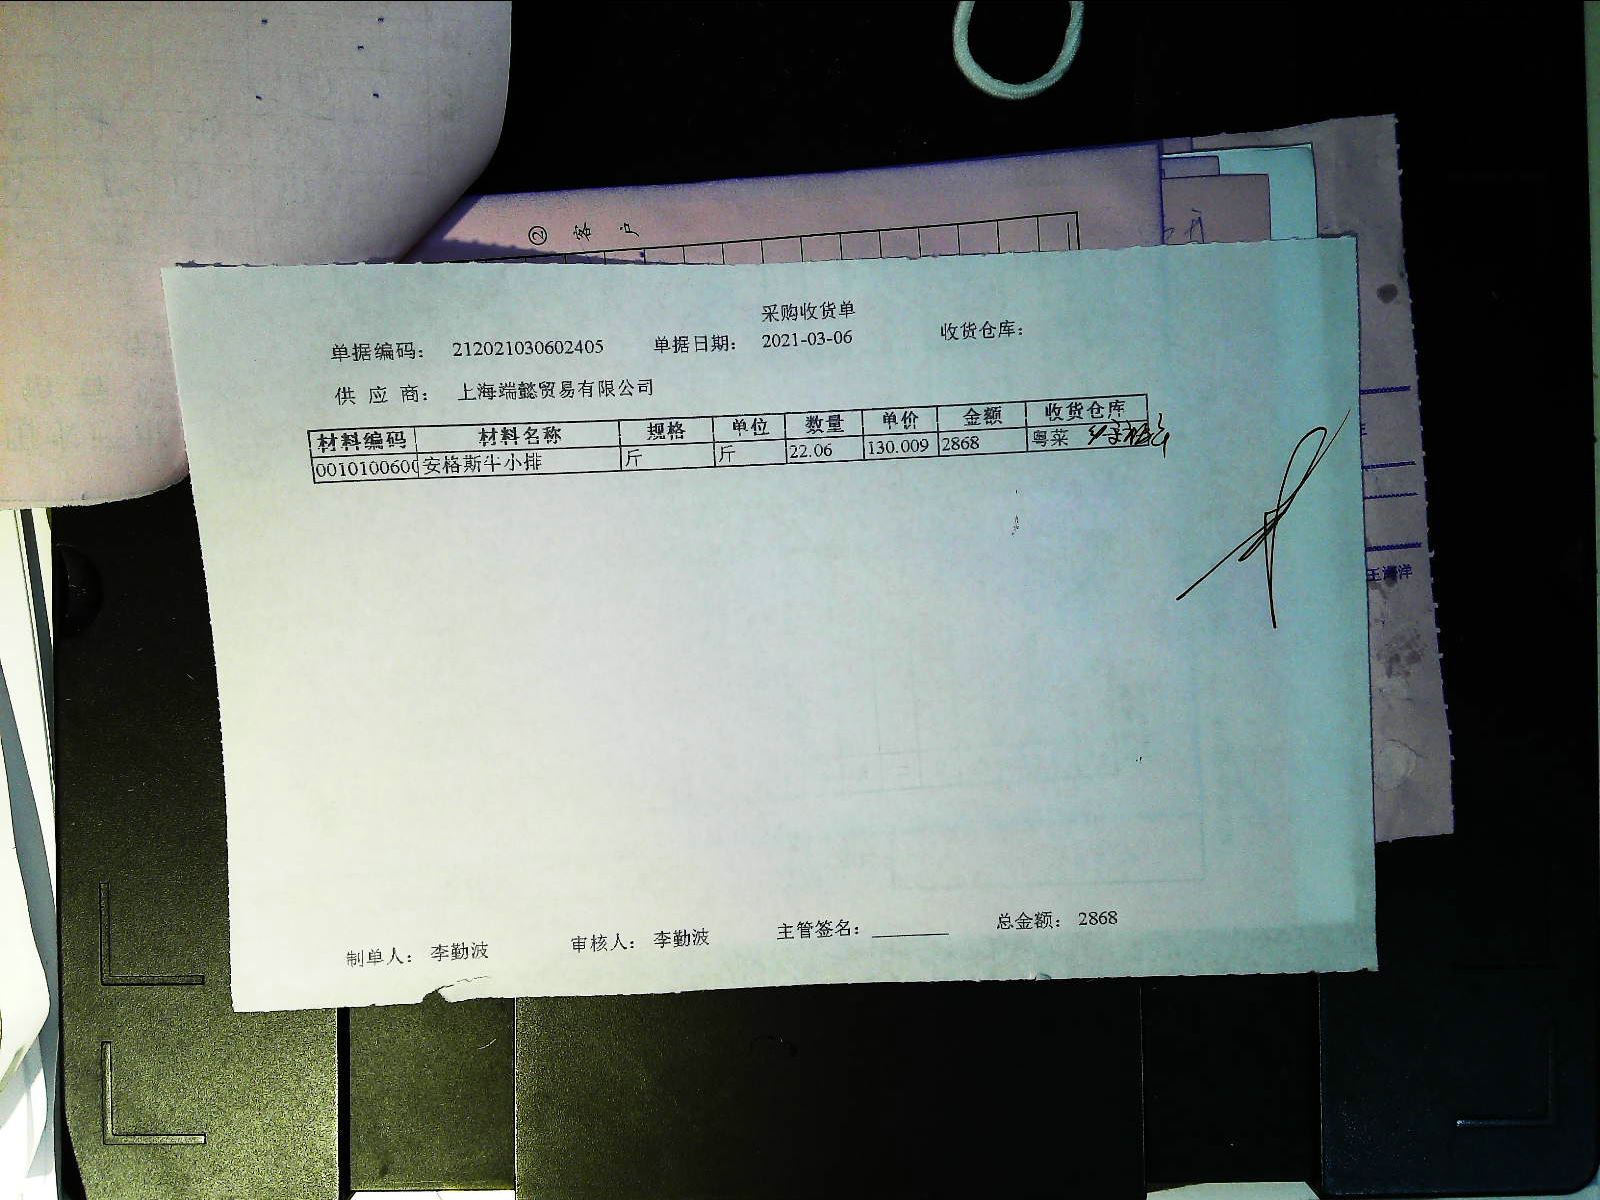 ② 客户
采购收货单
单据编码： 212021030602405 单据日期： 2021-03-06 收货仓库：
供 应 商： 上海端懿贸易有限公司
材料编码 材料名称 规格 单位 数量 单价 金额 收货仓库
0010100600 安格斯牛小排 斤 斤 22.06 130.009 2868 粤菜
王海洋
制单人： 李勤波 审核人： 李勤波 主管签名： 总金额： 2868